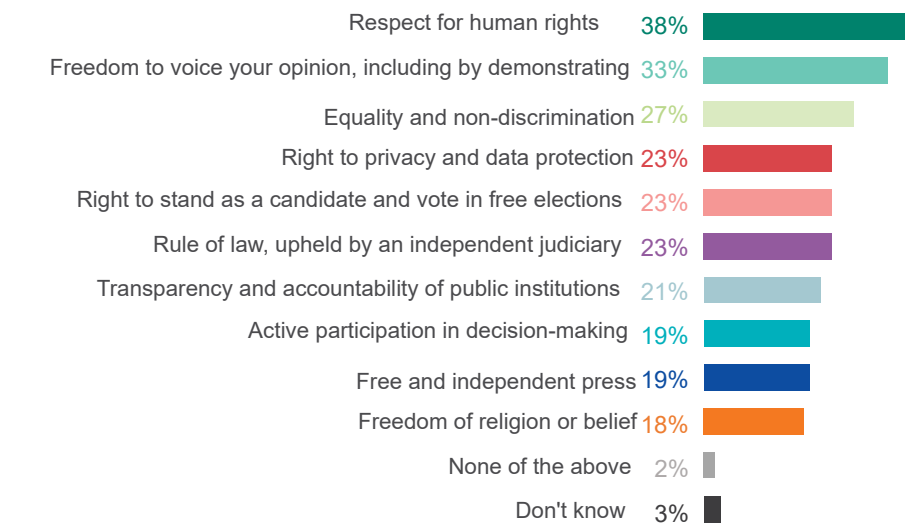 Respect for human rights 38%
Freedom to voice your opinion, including by demonstrating 33%
Equality and non-discrimination 27%
Right to privacy and data protection 23%
Right to stand as a candidate and vote in free elections 23%
Rule of law, upheld by an independent judiciary 23%
Transparency and accountability of public institutions 21%
Active participation in decision-making 19%
Free and independent press 19%
Freedom of religion or belief 18%
None of the above 2%
Don't know 3%